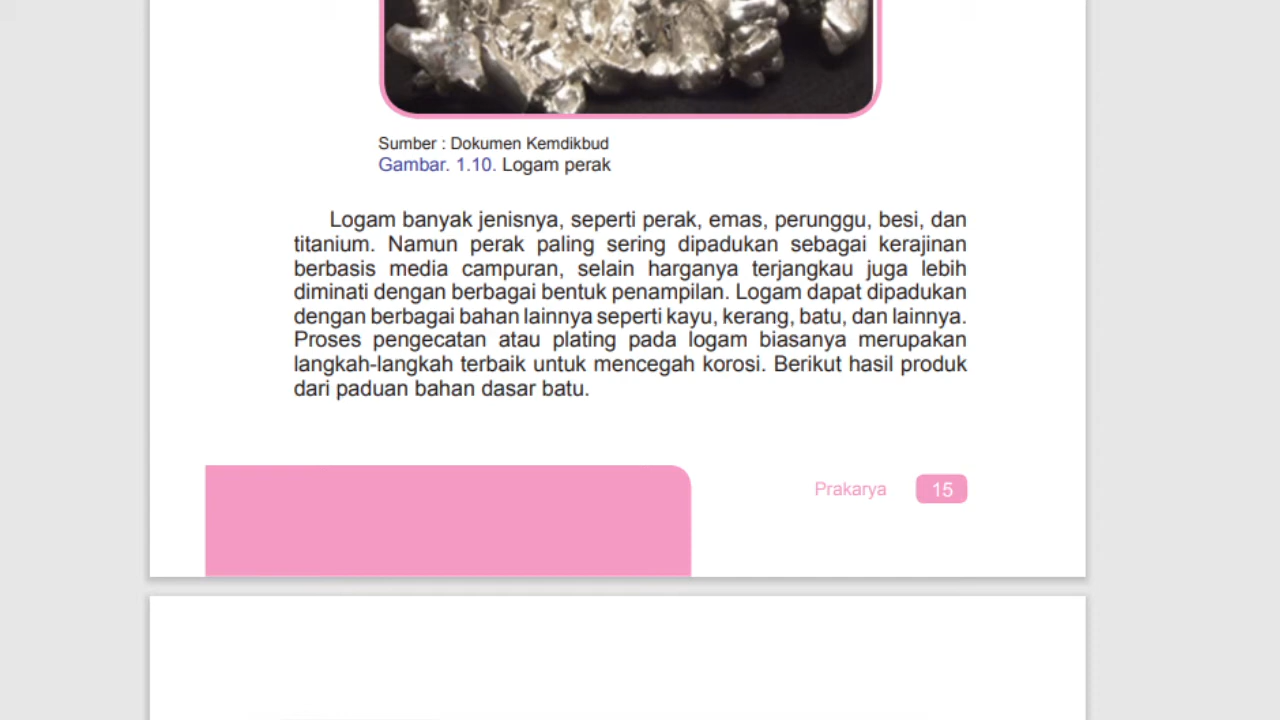 Sumber : Dokumen Kemdikbud
Gambar. 1.10. Logam perak
Logam banyak jenisnya, seperti perak, emas, perunggu, besi, dan
titanium. Namun perak paling sering dipadukan sebagai kerajinan
berbasis media campuran, selain harganya terjangkau juga lebih
diminati dengan berbagai bentuk penampilan. Logam dapat dipadukan
dengan berbagai bahan lainnya seperti kayu, kerang, batu, dan lainnya.
Proses pengecatan atau plating pada logam biasanya merupakan
langkah-langkah terbaik untuk mencegah korosi. Berikut hasil produk
dari paduan bahan dasar batu.
Prakarya 15